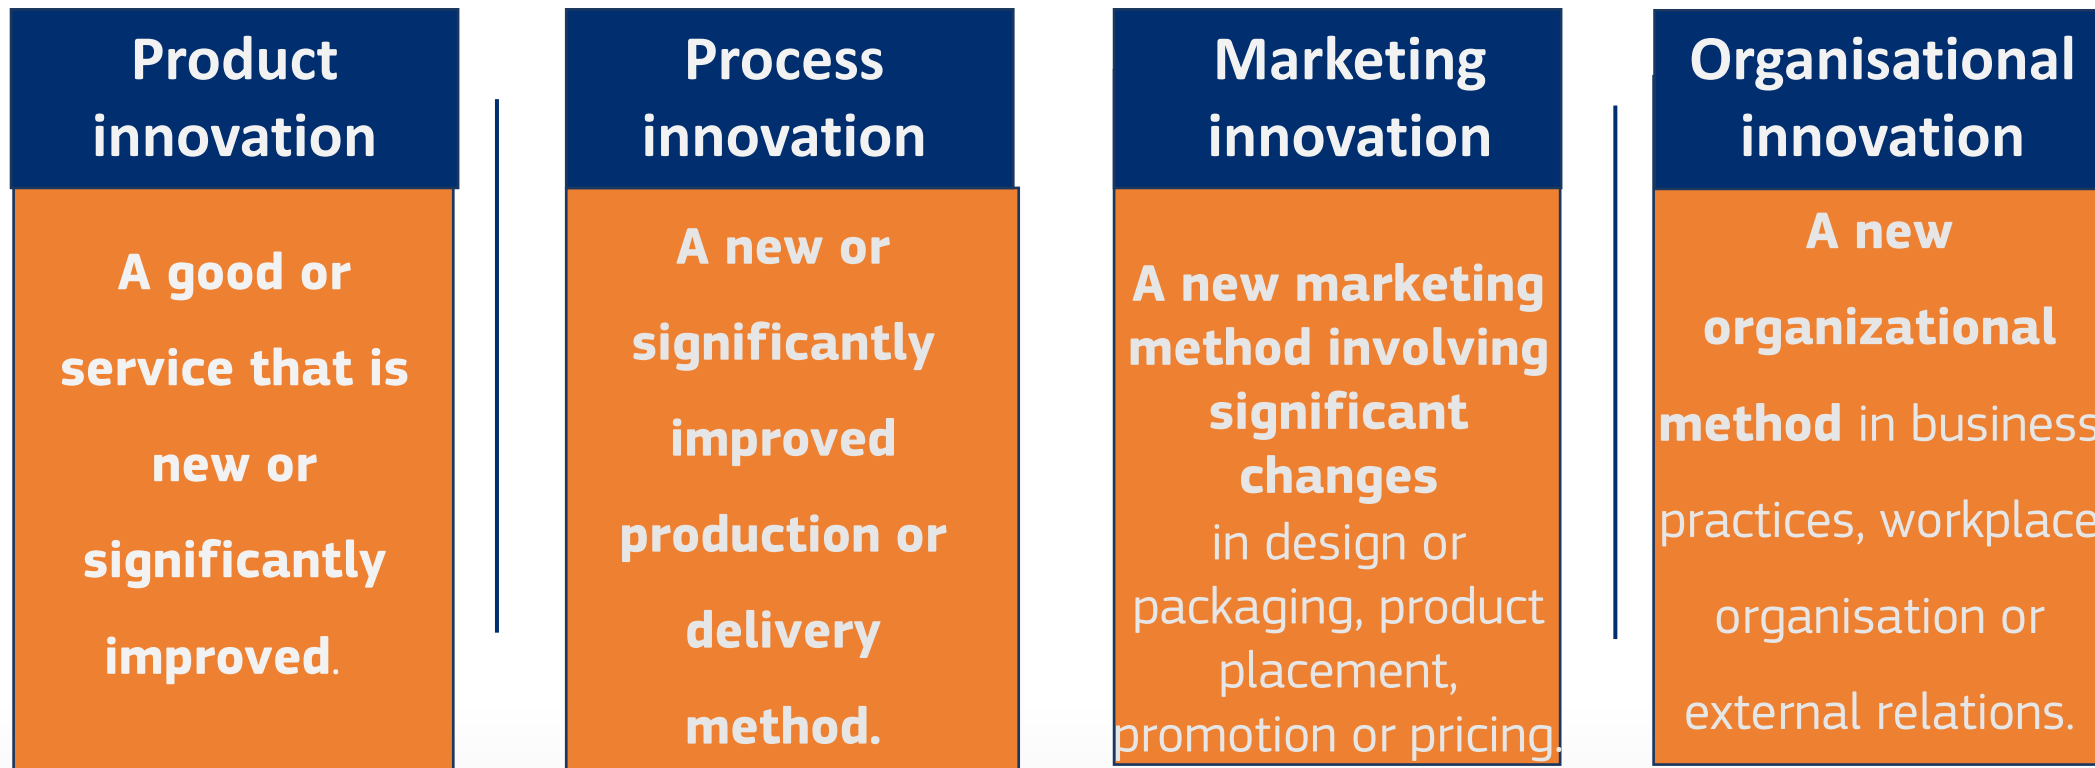 Product
innovation
A good or
service that is
new or
significantly
improved.
Process
innovation
A new or
significantly
improved
production or
delivery
method.
Marketing
innovation
A new marketing
method involving
significant
changes
in design or
packaging, product
placement,
promotion or pricing.
Organisational
innovation
A new
organizational
method in business
practices, workplace
organisation or
external relations.